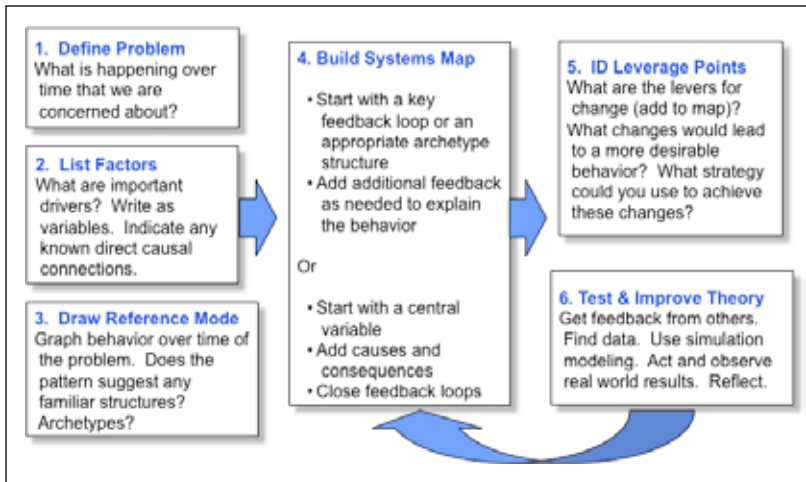 1. Define Problem
What is happening over
time that we are
concerned about?
2. List Factors
What are important
drivers? Write as
variables. Indicate any
known direct causal
connections.
3. Draw Reference Mode
Graph behavior over time of
the problem. Does the
pattern suggest any
familiar structures?
Archetypes?
4. Build Systems Map
• Start with a key
feedback loop or an
appropriate archetype
structure
• Add additional feedback
as needed to explain
the behavior
Or
• Start with a central
variable
• Add causes and
consequences
• Close feedback loops
5. ID Leverage Points
What are the levers for
change (add to map)?
What changes would lead
to a more desirable
behavior? What strategy
could you use to achieve
these changes?
6. Test & Improve Theory
Get feedback from others.
Find data. Use simulation
modeling. Act and observe
real world results. Reflect.